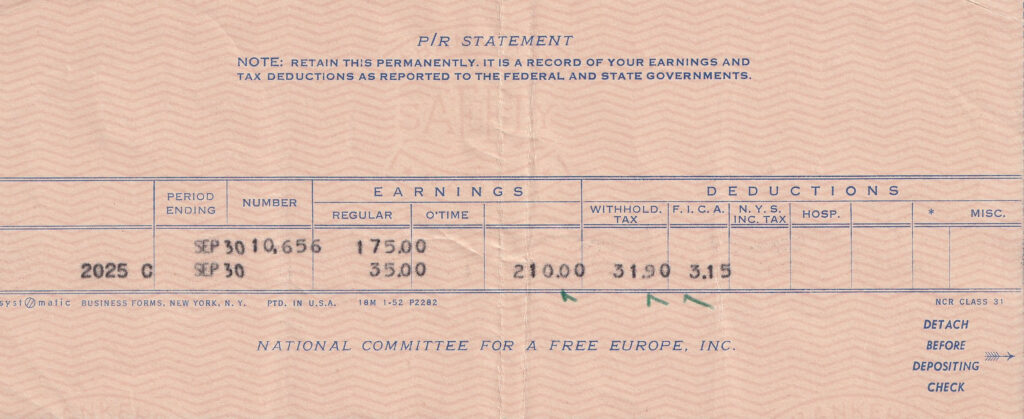 P/R STATEMENT
NOTE: RETAIN THIS PERMANENTLY. IT IS A RECORD OF YOUR EARNINGS AND
TAX DEDUCTIONS AS REPORTED TO THE FEDERAL AND STATE GOVERNMENTS.
SAFETY
EARNINGS DEDUCTIONS
PERIOD ENDING NUMBER REGULAR O'TIME WITHHOLD. TAX F.I.C.A. N.Y.S. INC. TAX HOSP. * MISC.
SEP 30 10,656 175.00
2025 C SEP 30 35.00 210.00 31.90 3.15
BUSINESS FORMS, NEW YORK, N. Y. PTD. IN U.S.A. 18M 1-52 P2282 NCR CLASS 31
NATIONAL COMMITTEE FOR A FREE EUROPE, INC.
DETACH
BEFORE
DEPOSITING
CHECK